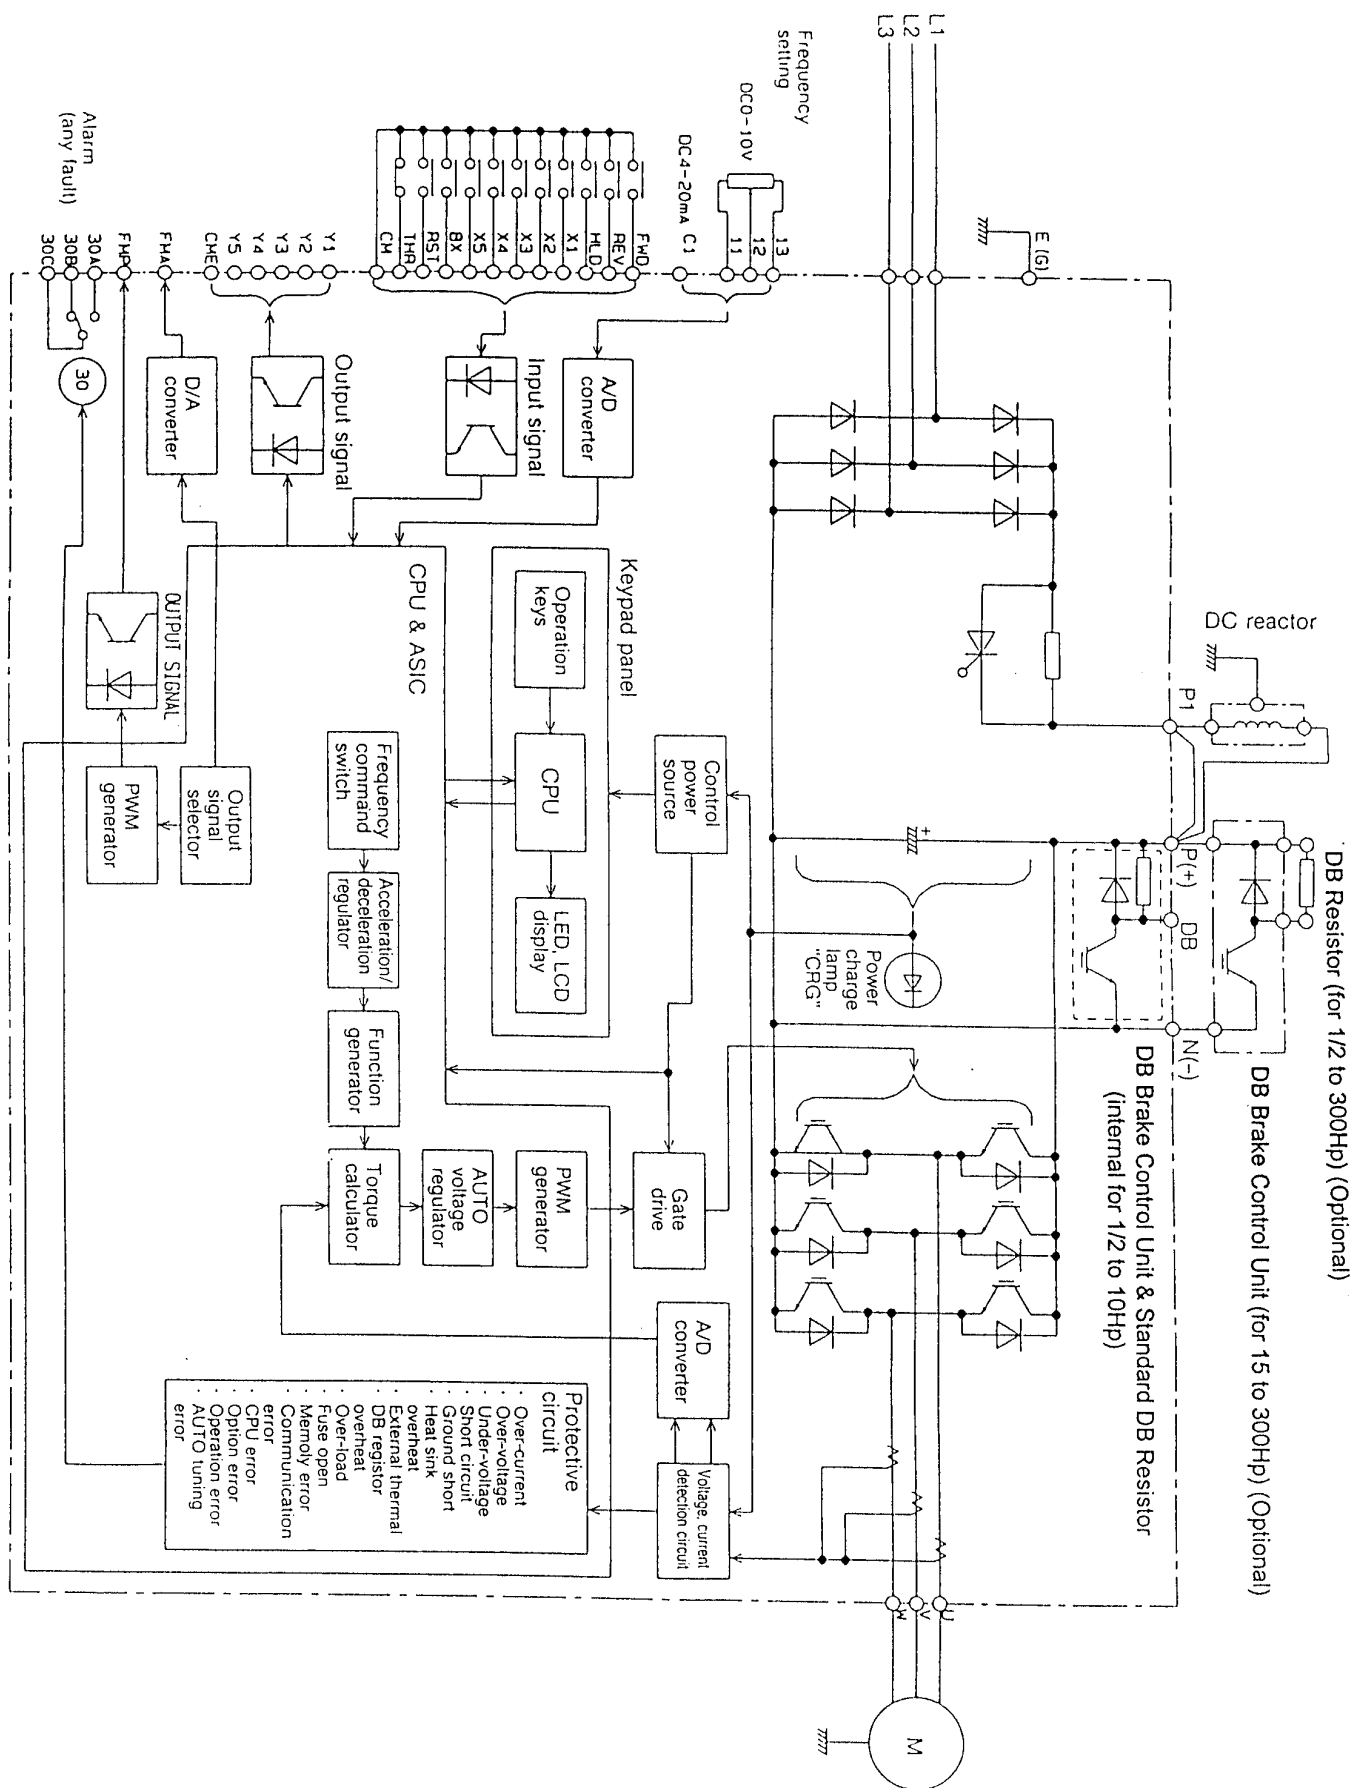 DB Resistor (for 1/2 to 300Hp) (Optional)
DB Brake Control Unit (for 15 to 300Hp) (Optional)
DB Brake Control Unit & Standard DB Resistor
(internal for 1/2 to 10Hp)
DC reactor
P1
P(+)
DB
N(-)
E (G)
L1
L2
L3
+
Power
charge
lamp
"CRG"
U
V
W
M
Frequency
setting
DC0-10V
DC4-20mA
13
12
11
C1
A/D
converter
Control
power
source
Gate
drive
A/D
converter
Voltage, current
detection circuit
FWD
REV
HLD
X1
X2
X3
X4
X5
BX
RST
THR
CM
Input signal
Keypad panel
Operation
keys
CPU
LED, LCD
display
PWM
generator
CPU & ASIC
AUTO
voltage
regulator
Frequency
command
switch
Acceleration/
deceleration
regulator
Function
generator
Torque
calculator
Y1
Y2
Y3
Y4
Y5
CME
Output signal
Output
signal
selector
FMA
D/A
converter
PWM
generator
FMP
OUTPUT SIGNAL
Alarm
(any fault)
30A
30B
30C
30
Protective
circuit
· Over-current
· Over-voltage
· Under-voltage
· Short circuit
· Ground short
· Heat sink
overheat
· External thermal
· DB registor
overheat
· Over-load
· Fuse open
· Memoly error
· Communication
error
· CPU error
· Option error
· Operation error
· AUTO tuning
error